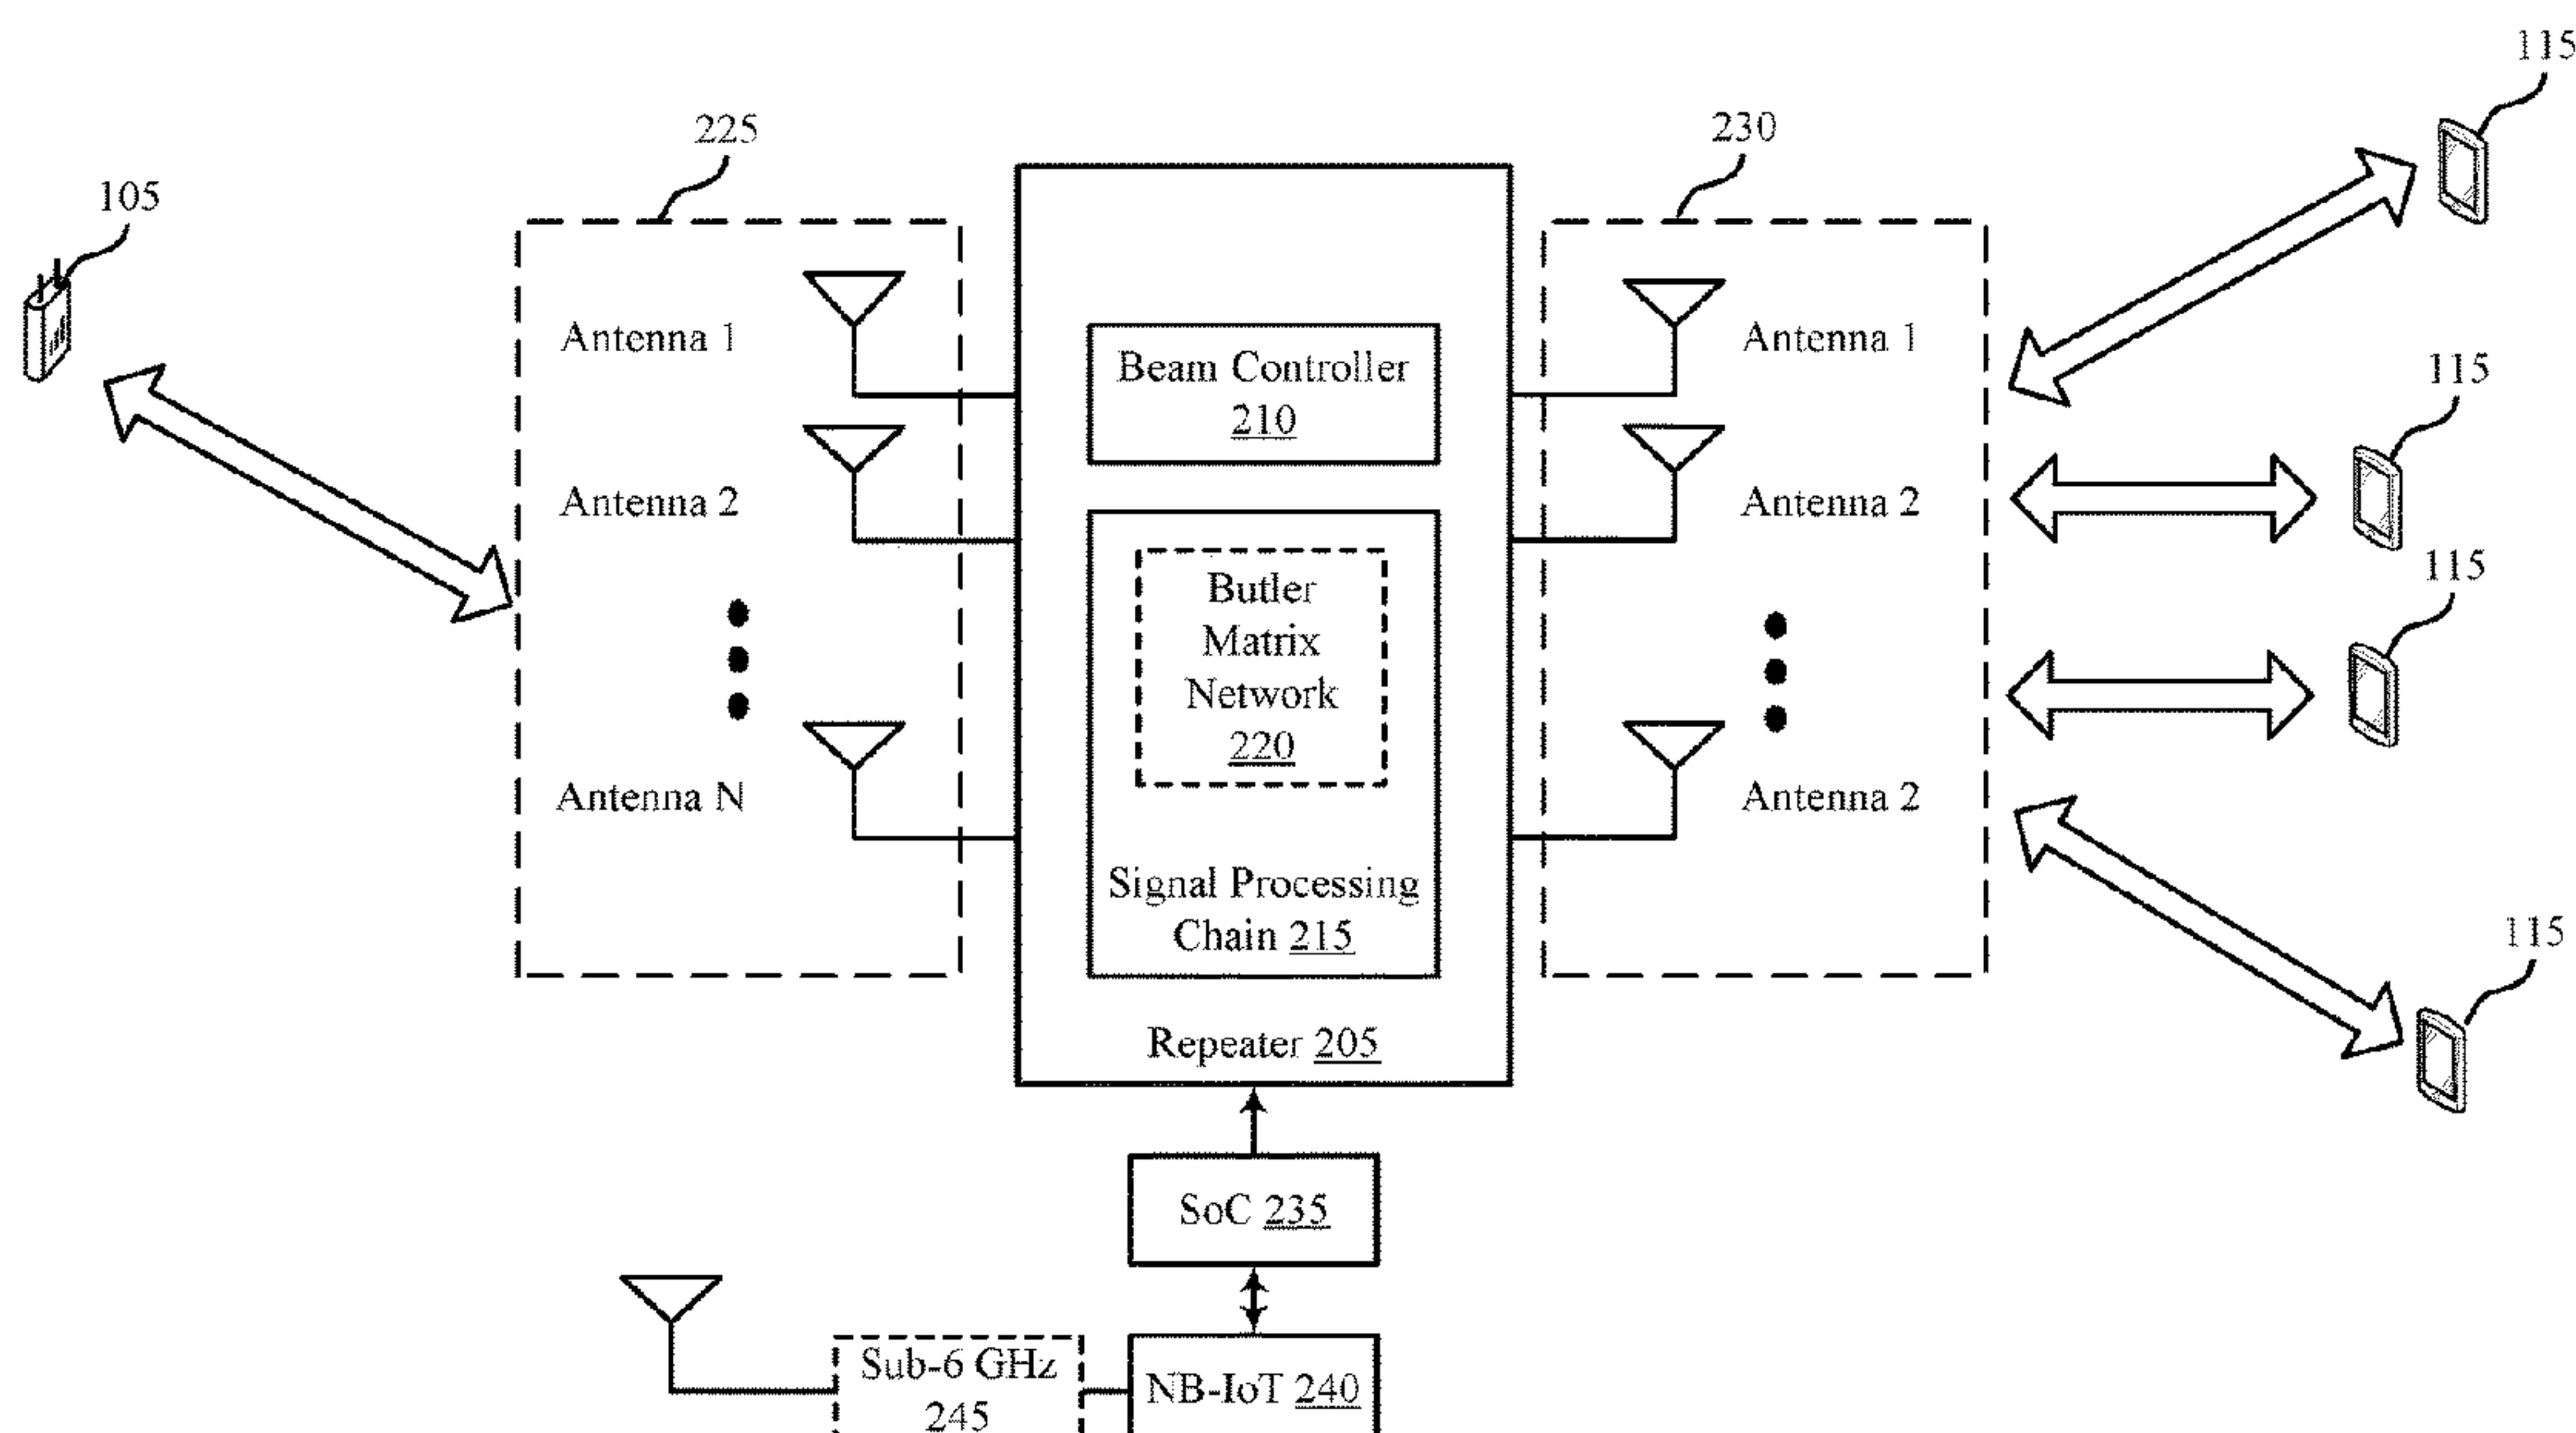 115
225
230
105
Antenna 1
Beam Controller
210
Antenna 1
115
Antenna 2
Antenna 2
115
Butler
Matrix
Network
220
Antenna N
Antenna 2
Signal Processing
Chain 215
115
Repeater 205
SoC 235
Sub-6 GHz
245
NB-IoT 240